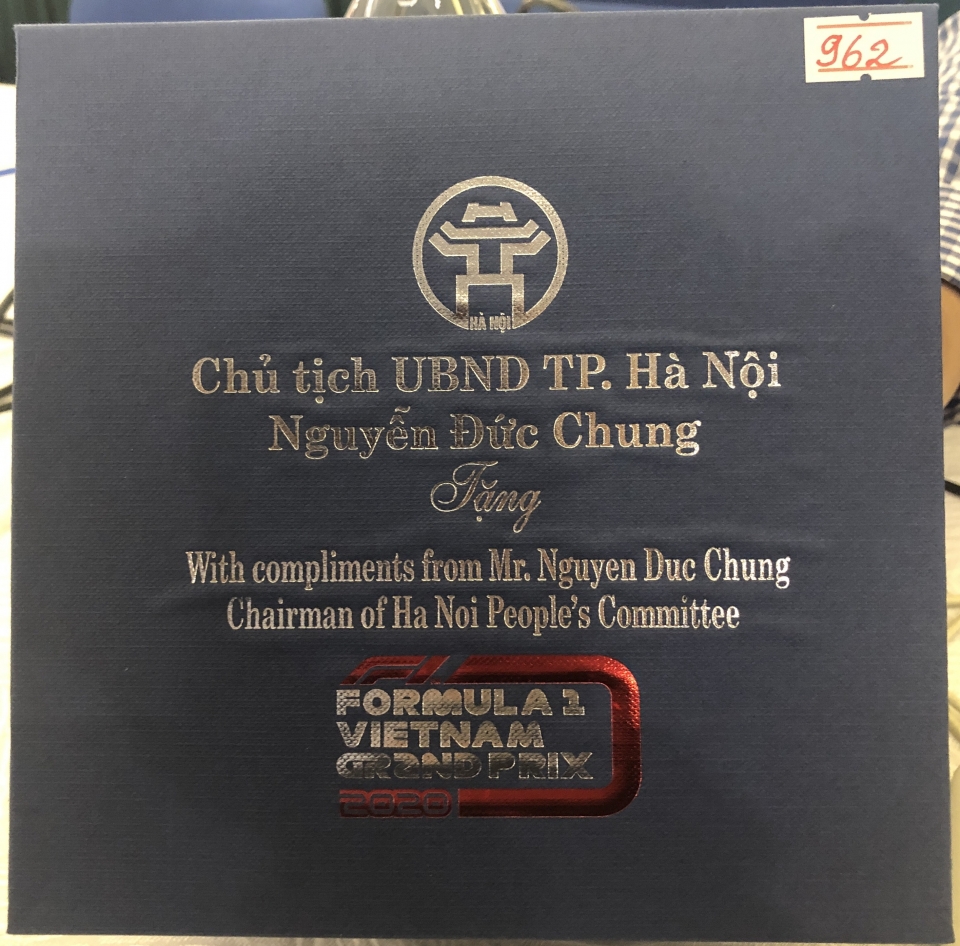 962
HÀ NỘI
Chủ tịch UBND TP. Hà Nội
Nguyễn Đức Chung
Tặng
With compliments from Mr. Nguyen Duc Chung
Chairman of Ha Noi People's Committee
F1
FORMULA 1
VIETNAM
GRAND PRIX
2020